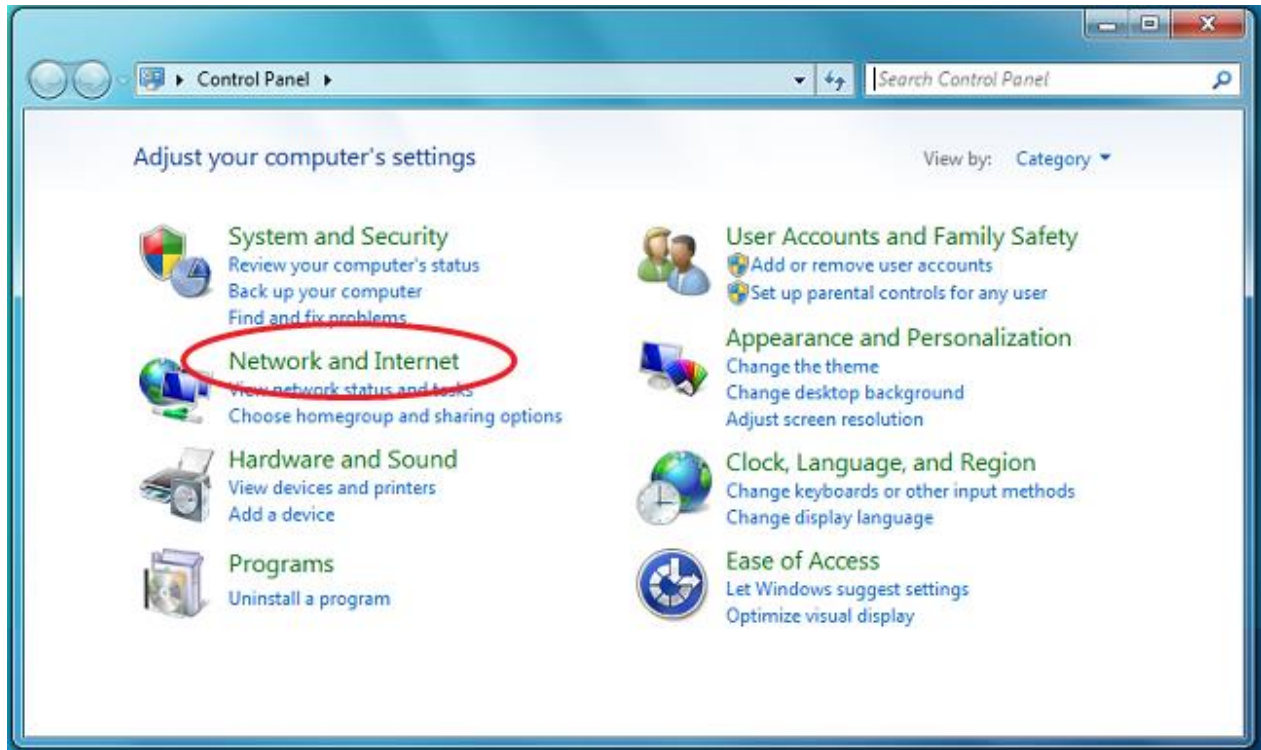 Control Panel
Search Control Panel
Adjust your computer's settings
View by: Category
System and Security
Review your computer's status
Back up your computer
Find and fix problems
Network and Internet
View network status and tasks
Choose homegroup and sharing options
Hardware and Sound
View devices and printers
Add a device
Programs
Uninstall a program
User Accounts and Family Safety
Add or remove user accounts
Set up parental controls for any user
Appearance and Personalization
Change the theme
Change desktop background
Adjust screen resolution
Clock, Language, and Region
Change keyboards or other input methods
Change display language
Ease of Access
Let Windows suggest settings
Optimize visual display